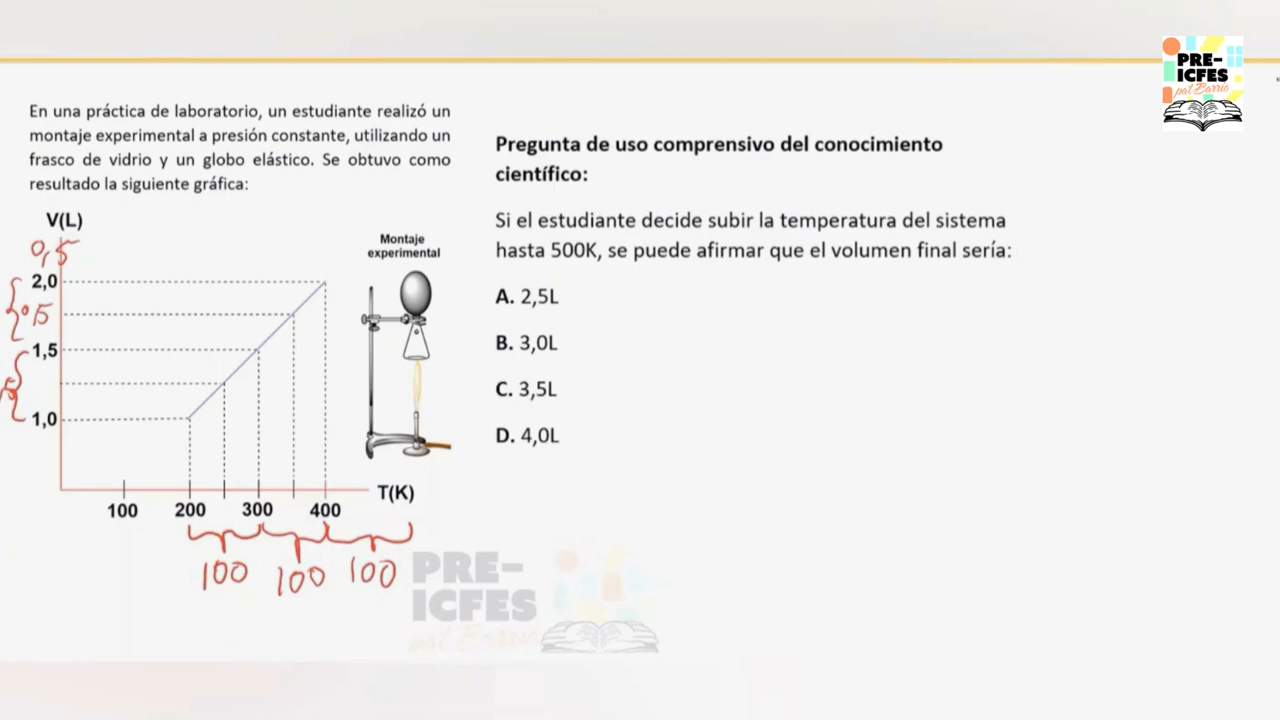 PRE-
ICFES
pal Barrio
En una práctica de laboratorio, un estudiante realizó un
montaje experimental a presión constante, utilizando un
frasco de vidrio y un globo elástico. Se obtuvo como
resultado la siguiente gráfica:
V(L)
0,5
2,0
0,5
1,5
1,0
100
200
300
400
T(K)
100
100
100
Montaje
experimental
Pregunta de uso comprensivo del conocimiento
científico:
Si el estudiante decide subir la temperatura del sistema
hasta 500K, se puede afirmar que el volumen final sería:
A. 2,5L
B. 3,0L
C. 3,5L
D. 4,0L
PRE-
ICFES
pal Barrio